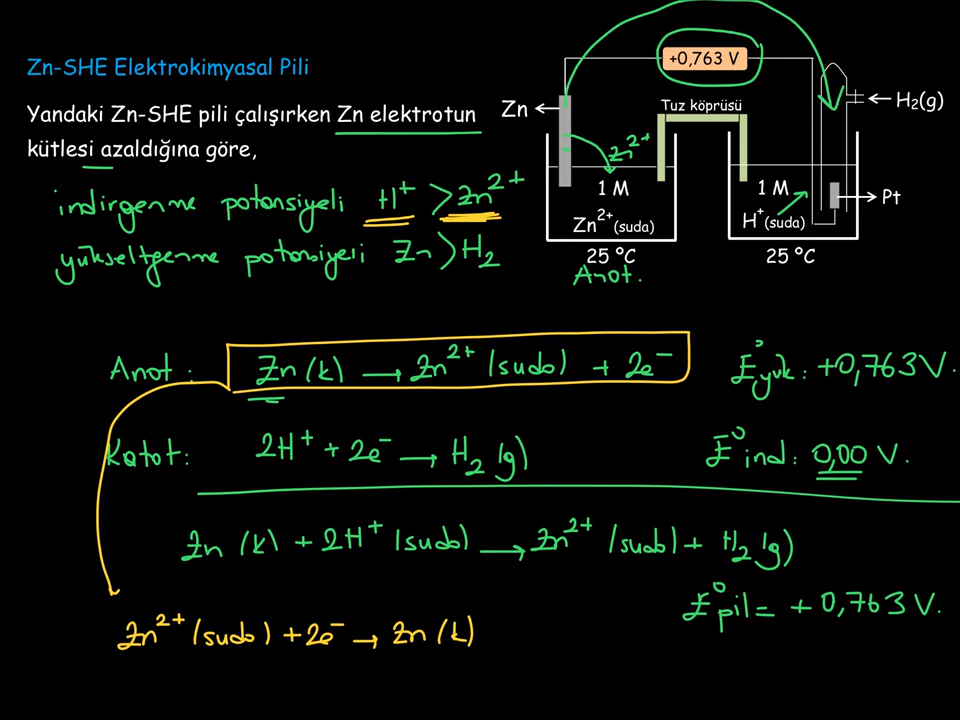 Zn-SHE Elektrokimyasal Pili
Yandaki Zn-SHE pili çalışırken Zn elektrotun
kütlesi azaldığına göre,
indirgenme potansiyeli H⁺ > Zn²⁺
yükseltgenme potansiyeli Zn > H₂
+0,763 V
Zn
Tuz köprüsü
H₂(g)
Zn²⁺
1 M
Zn²⁺(suda)
25 °C
Anot.
1 M
H⁺(suda)
25 °C
Pt
Anot : Zn (k) → Zn²⁺ (suda) + 2e⁻ E⁰yük: +0,763 V.
Katot: 2H⁺ + 2e⁻ → H₂ (g) E⁰ind: 0,00 V.
Zn (k) + 2H⁺ (suda) → Zn²⁺ (suda) + H₂ (g)
E⁰pil = +0,763 V.
Zn²⁺ (suda) + 2e⁻ → Zn (k)